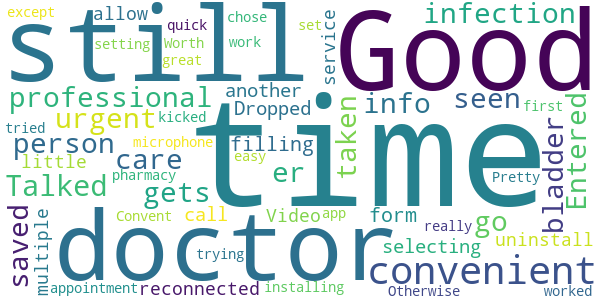 except
allow
quick
chose
set
service
infection
still
Good
setting
Worth
work
great
professional
another
Dropped
info
seen
first
urgent
kicked
time
taken
Entered
tried
person
microphone
filling
er
easy
bladder
little
care
pharmacy
Talked
gets
Pretty
saved
multiple
doctor
Convent
call
Video
app
form
go
really
uninstall
selecting
trying
convenient
appointment
reconnected
installing
Otherwise
worked